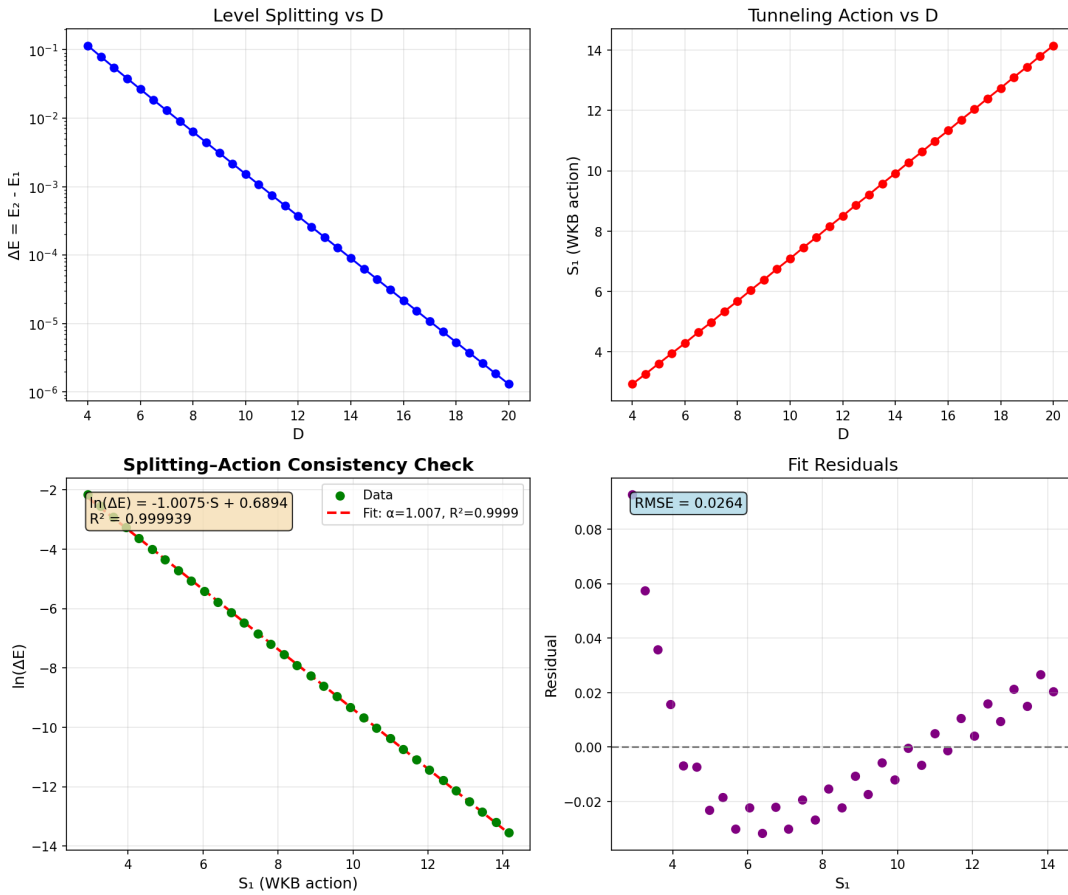 Level Splitting vs D
ΔE = E₂ - E₁
10⁻¹
10⁻²
10⁻³
10⁻⁴
10⁻⁵
10⁻⁶
4 6 8 10 12 14 16 18 20
D
Tunneling Action vs D
S₁ (WKB action)
14
12
10
8
6
4
4 6 8 10 12 14 16 18 20
D
Splitting–Action Consistency Check
ln(ΔE)
−2
−4
−6
−8
−10
−12
−14
ln(ΔE) = -1.0075·S + 0.6894
R² = 0.999939
Data
Fit: α=1.007, R²=0.9999
4 6 8 10 12 14
S₁ (WKB action)
Fit Residuals
Residual
0.08
0.06
0.04
0.02
0.00
−0.02
RMSE = 0.0264
4 6 8 10 12 14
S₁